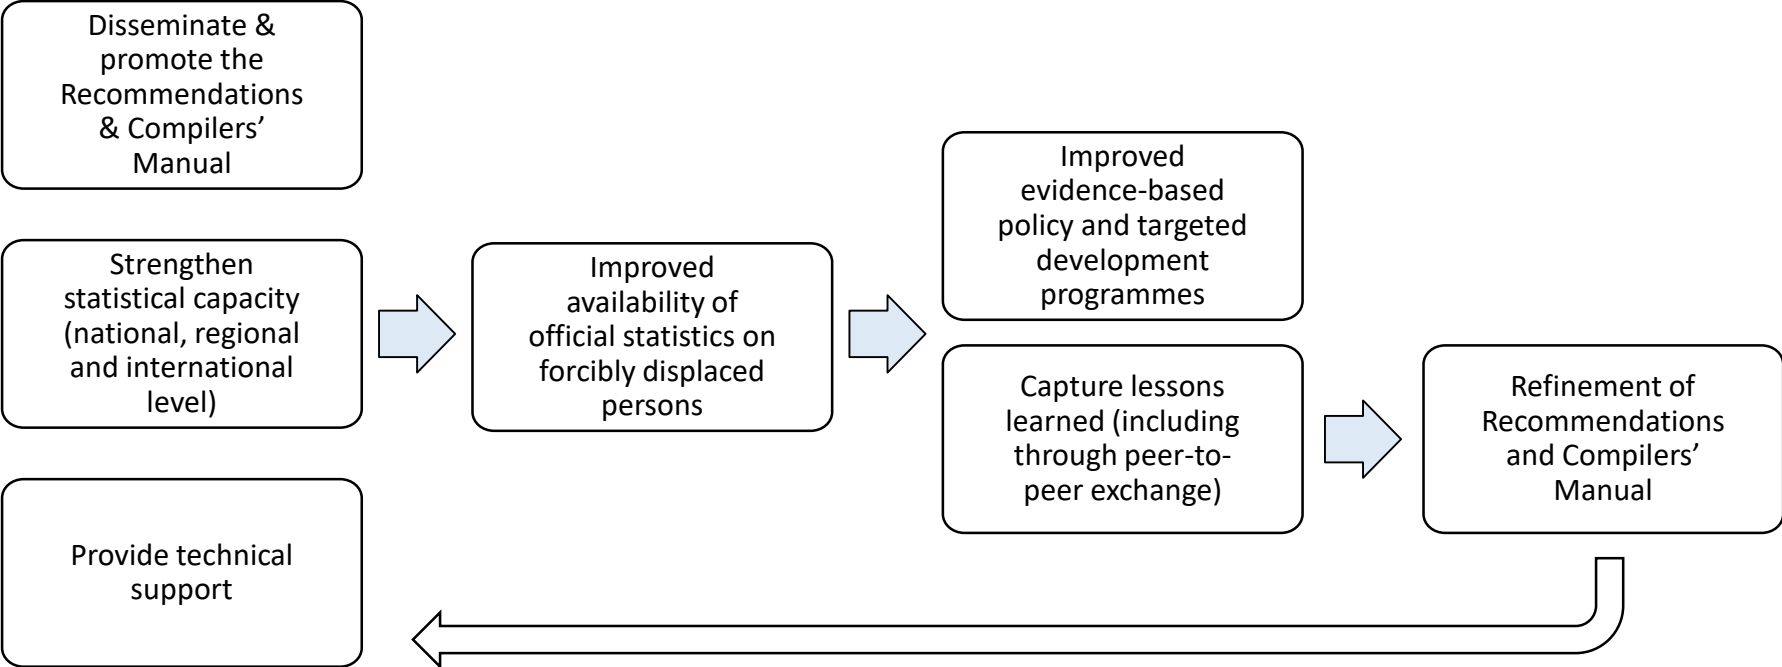 Disseminate &
promote the
Recommendations
& Compilers’
Manual
Strengthen
statistical capacity
(national, regional
and international
level)
Provide technical
support
Improved
availability of
official statistics on
forcibly displaced
persons
Improved
evidence-based
policy and targeted
development
programmes
Capture lessons
learned (including
through peer-to-
peer exchange)
Refinement of
Recommendations
and Compilers’
Manual